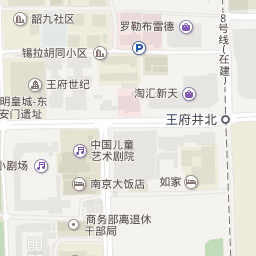 韶九社区
罗勒布雷德
8号线(在建)
锡拉胡同小区
王府世纪
淘汇新天
明皇城-东
安门遗址
王府井北
中国儿童
艺术剧院
小剧场
南京大饭店
如家
商务部离退休
干部局